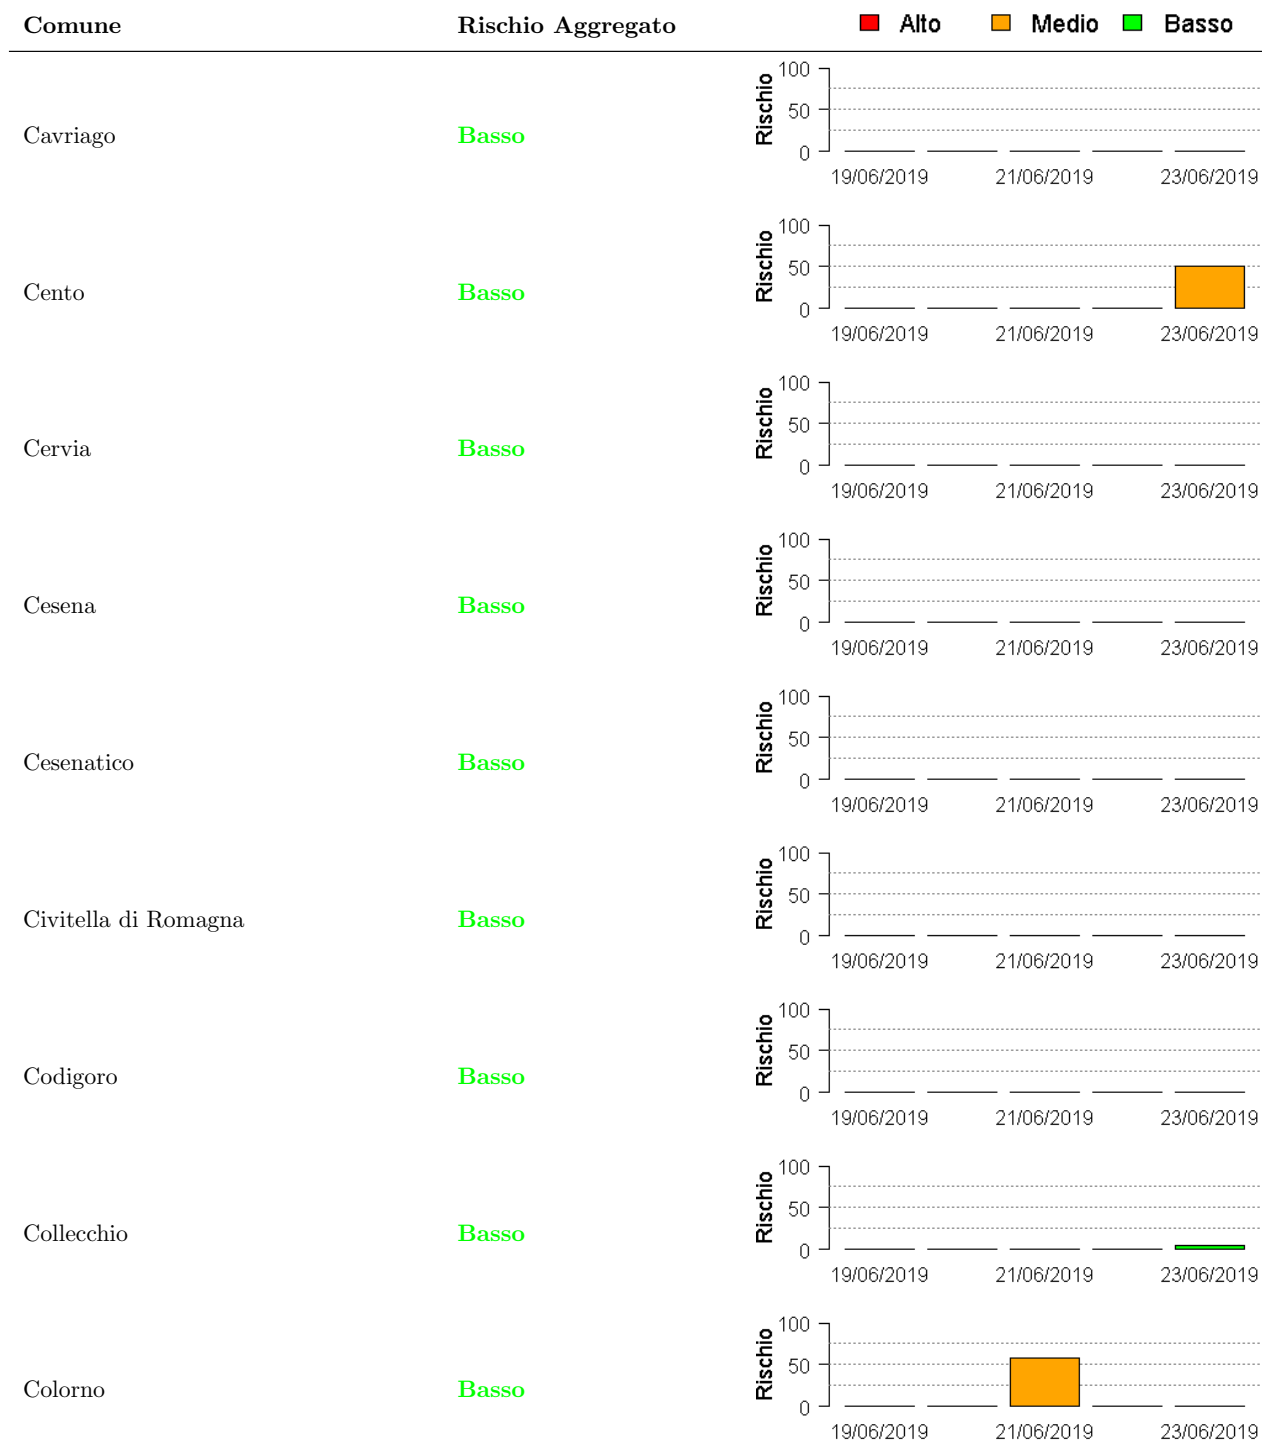 Comune Rischio Aggregato Alto Medio Basso
Cavriago Basso Rischio 100 50 0
19/06/2019 21/06/2019 23/06/2019
Cento Basso Rischio 100 50 0
19/06/2019 21/06/2019 23/06/2019
Cervia Basso Rischio 100 50 0
19/06/2019 21/06/2019 23/06/2019
Cesena Basso Rischio 100 50 0
19/06/2019 21/06/2019 23/06/2019
Cesenatico Basso Rischio 100 50 0
19/06/2019 21/06/2019 23/06/2019
Civitella di Romagna Basso Rischio 100 50 0
19/06/2019 21/06/2019 23/06/2019
Codigoro Basso Rischio 100 50 0
19/06/2019 21/06/2019 23/06/2019
Collecchio Basso Rischio 100 50 0
19/06/2019 21/06/2019 23/06/2019
Colorno Basso Rischio 100 50 0
19/06/2019 21/06/2019 23/06/2019